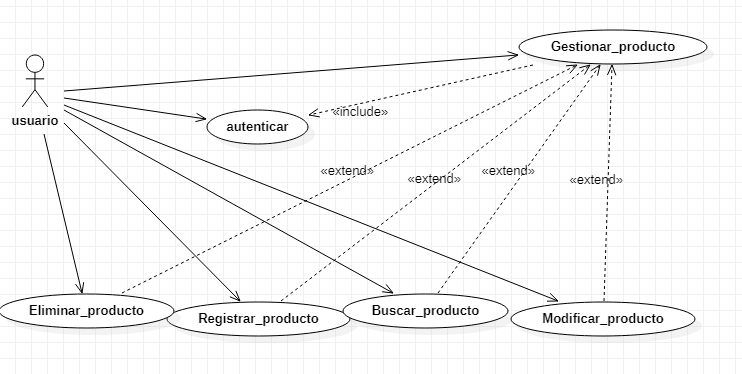 Gestionar_producto
usuario
autenticar
«include»
«extend»
«extend»
«extend»
«extend»
Eliminar_producto
Registrar_producto
Buscar_producto
Modificar_producto